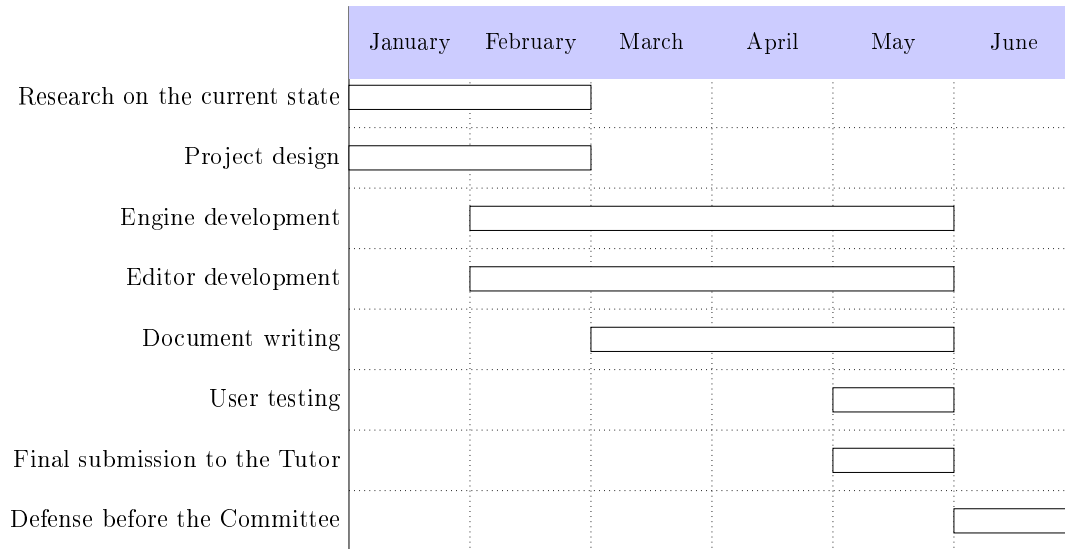 January February March April May June
Research on the current state
Project design
Engine development
Editor development
Document writing
User testing
Final submission to the Tutor
Defense before the Committee